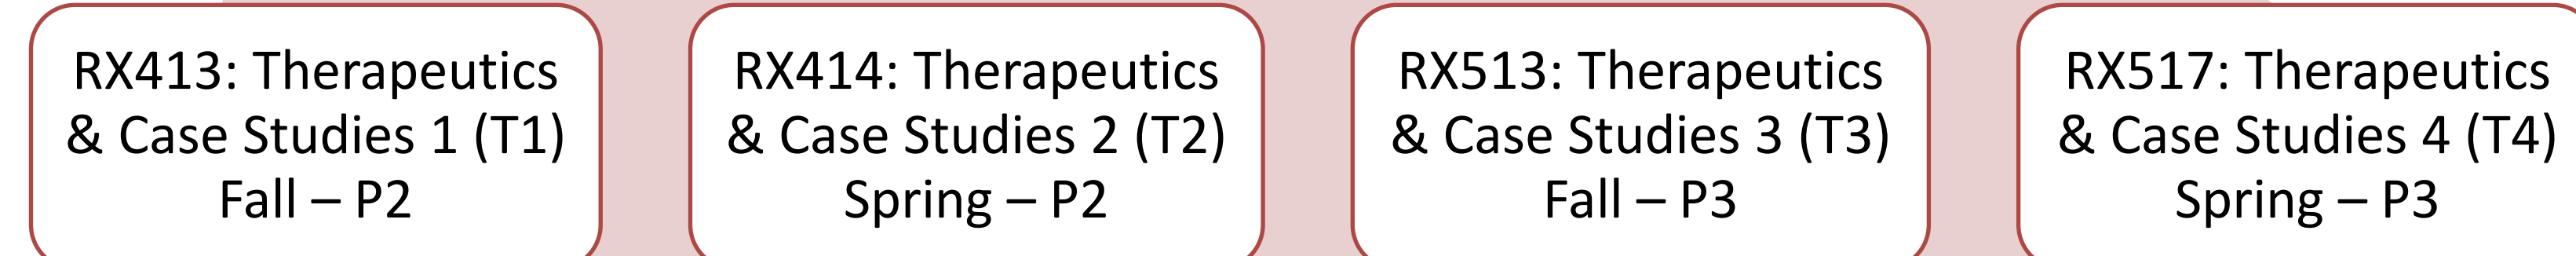 RX413: Therapeutics
& Case Studies 1 (T1)
Fall – P2
RX414: Therapeutics
& Case Studies 2 (T2)
Spring – P2
RX513: Therapeutics
& Case Studies 3 (T3)
Fall – P3
RX517: Therapeutics
& Case Studies 4 (T4)
Spring – P3